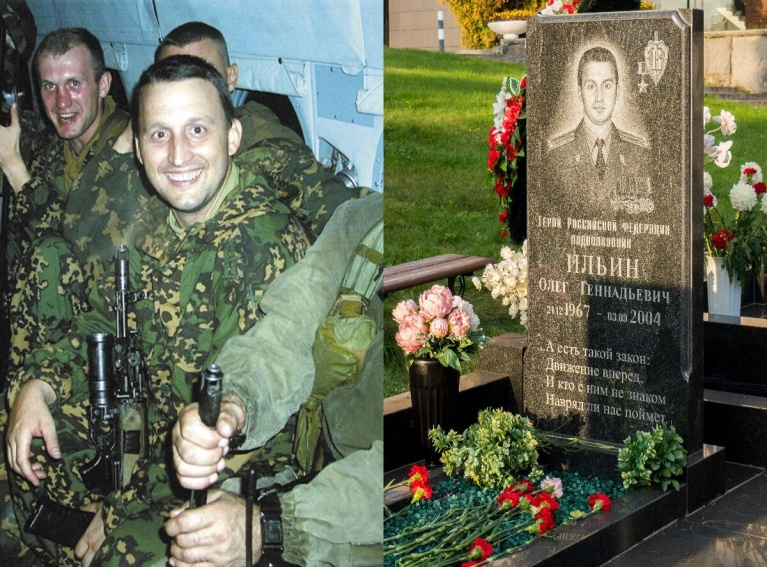 Герой Российской Федерации
подполковник
ИЛЬИН
Олег Геннадьевич
21.12 1967 - 03.09 2004
...А есть такой закон:
Движение вперед,
И кто с ним не знаком
Навряд ли нас поймет...